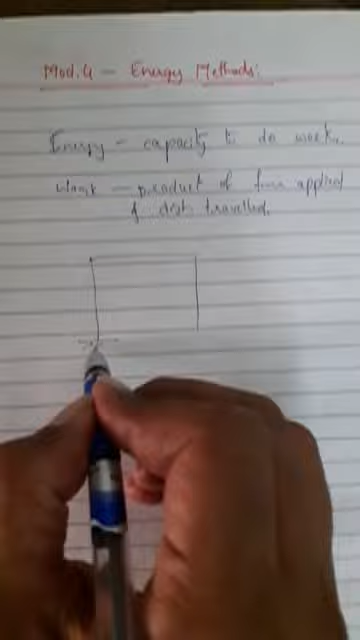 Mod.4 - Energy Methods:
Energy - capacity to do work.
Work - product of force applied
& dist travelled.